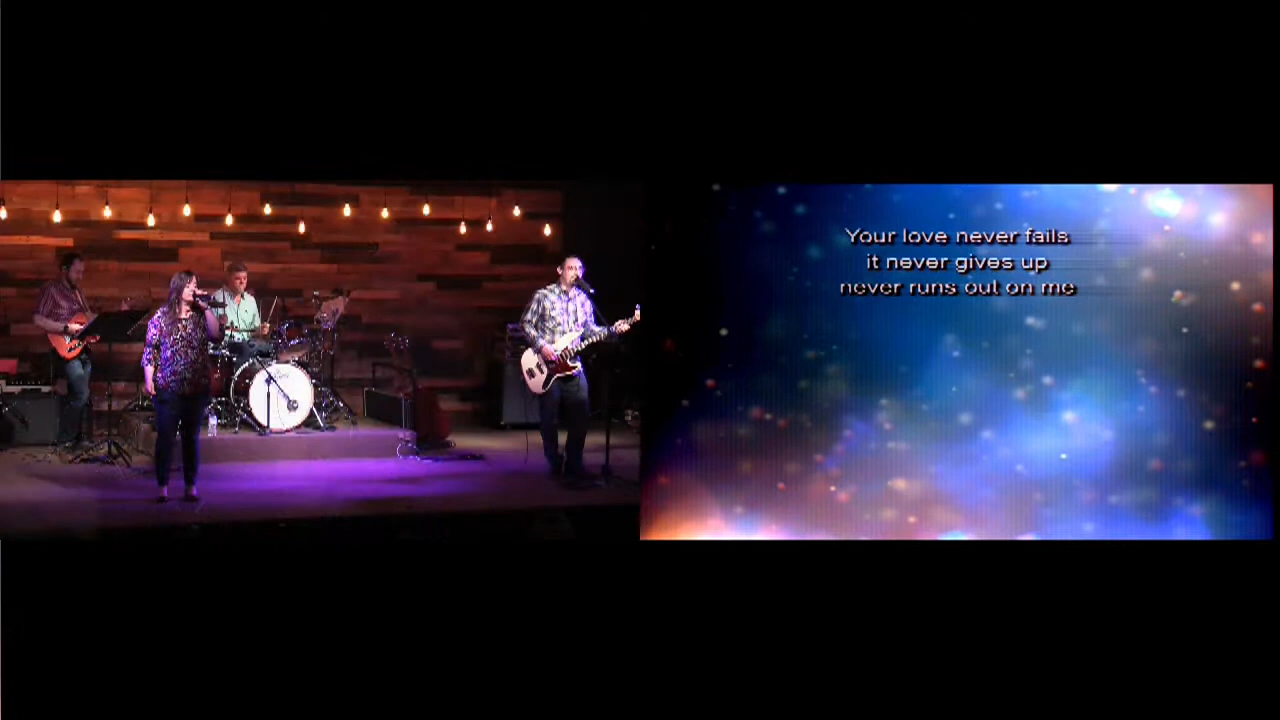 Your love never fails
it never gives up
never runs out on me